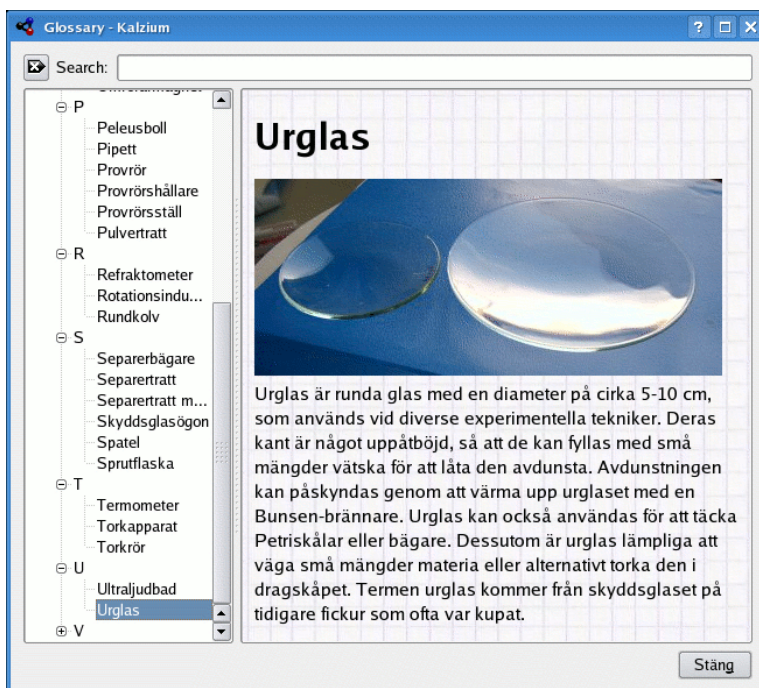 Glossary - Kalzium
Search:
P
Peleusboll
Pipett
Provrör
Provrörshållare
Provrörsställ
Pulvertratt
R
Refraktometer
Rotationsindu...
Rundkolv
S
Separerbägare
Separertratt
Separertratt m...
Skyddsglasögon
Spatel
Sprutflaska
T
Termometer
Torkapparat
Torkrör
U
Ultraljudbad
Urglas
V
Urglas
Urglas är runda glas med en diameter på cirka 5-10 cm,
som används vid diverse experimentella tekniker. Deras
kant är något uppåtböjd, så att de kan fyllas med små
mängder vätska för att låta den avdunsta. Avdunstningen
kan påskyndas genom att värma upp urglaset med en
Bunsen-brännare. Urglas kan också användas för att täcka
Petriskålar eller bägare. Dessutom är urglas lämpliga att
väga små mängder materia eller alternativt torka den i
dragskåpet. Termen urglas kommer från skyddsglaset på
tidigare fickur som ofta var kupat.
Stäng